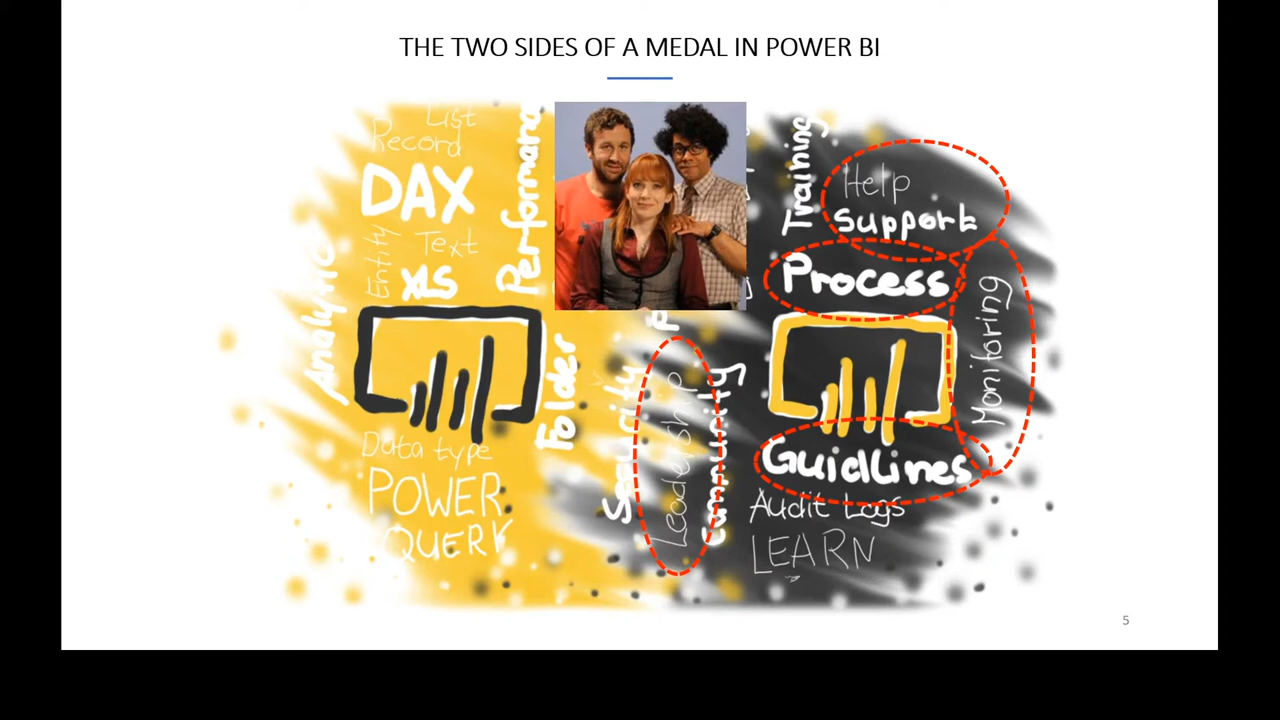 THE TWO SIDES OF A MEDAL IN POWER BI
List
Record
DAX
Entity
Text
XLS
Analytic
Folder
Data type
POWER
QUERY
Security
Leadership
Community
Training
Help
Support
Process
Monitoring
GuidLines
Audit Logs
LEARN
5